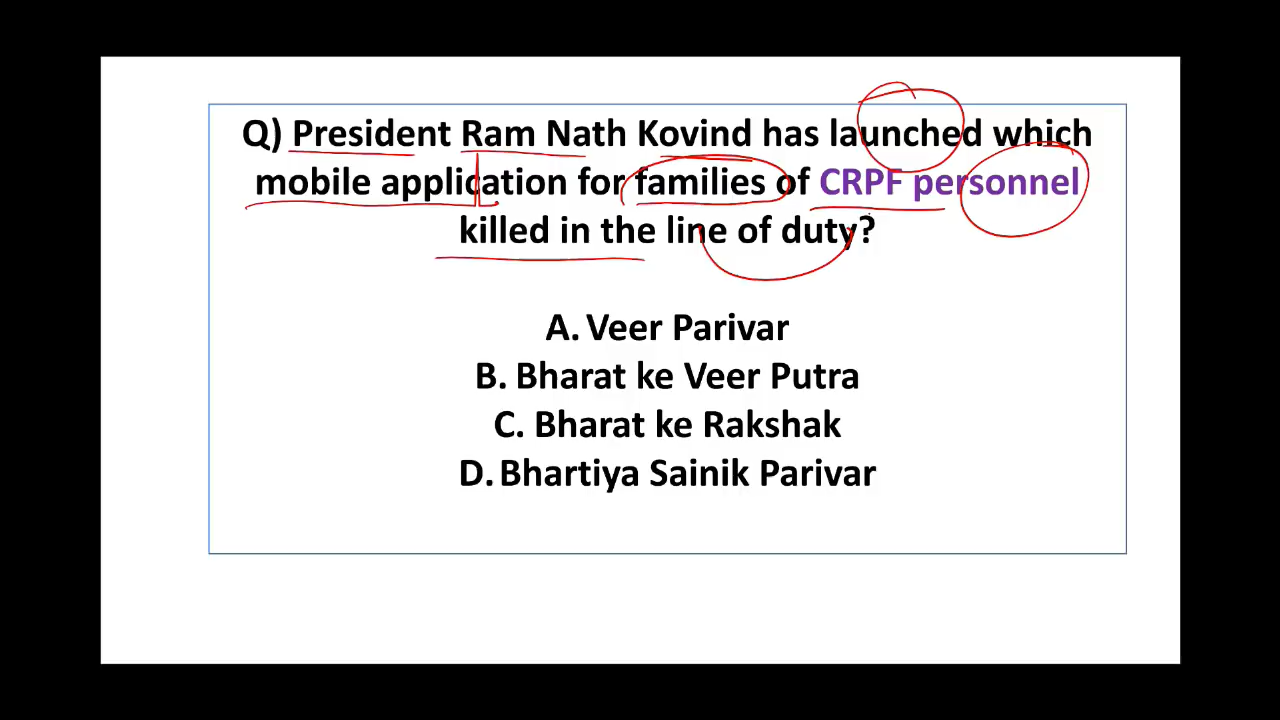 Q) President Ram Nath Kovind has launched which
mobile application for families of CRPF personnel
killed in the line of duty?
A. Veer Parivar
B. Bharat ke Veer Putra
C. Bharat ke Rakshak
D. Bhartiya Sainik Parivar